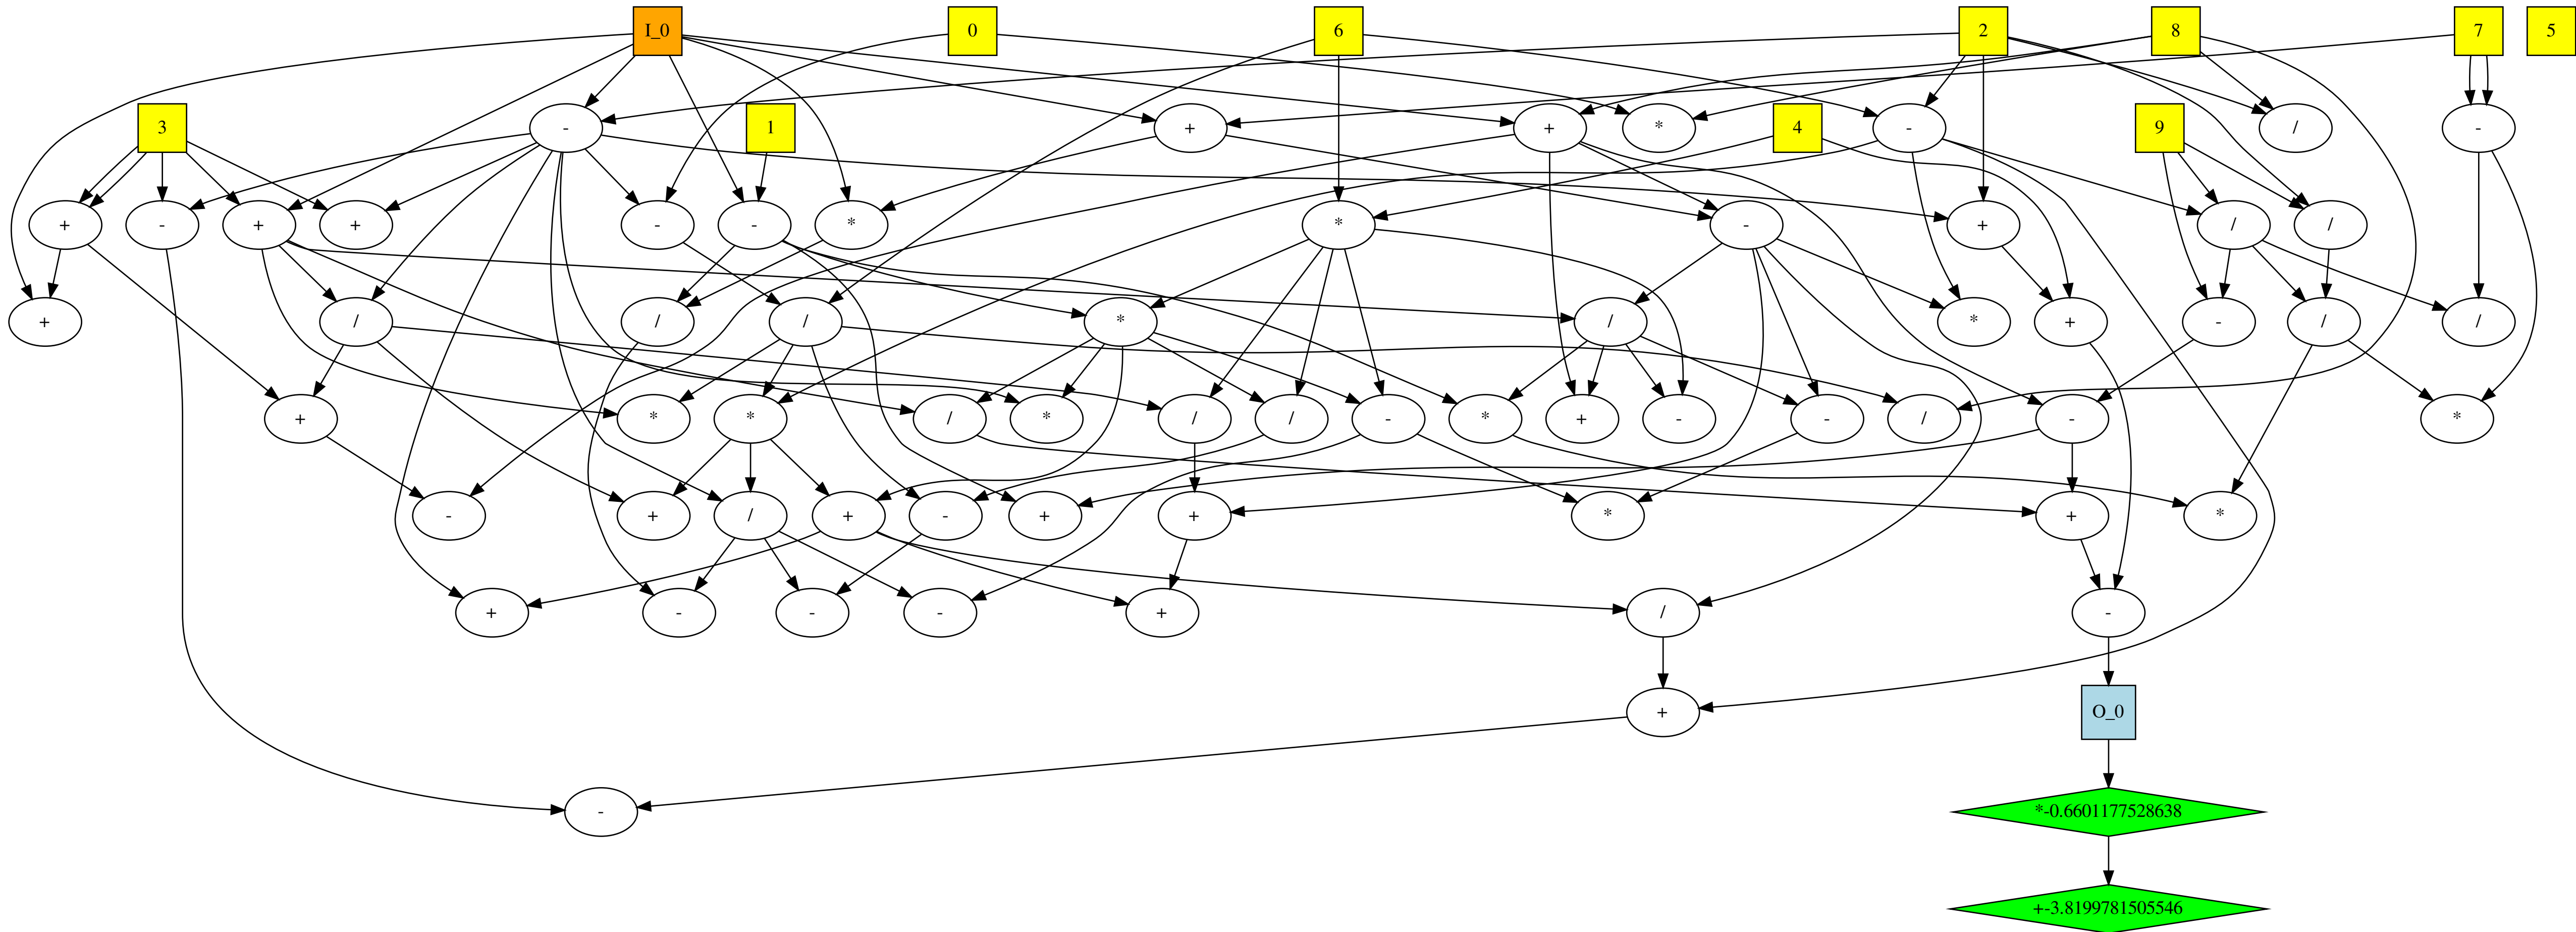 I_0 0 6 2 8 7 5
3 - 1 + + * 4 - 9 / -
+ - + + - - * * - + / /
+ / / / * / * + - / /
+ * * / * / / - * + - - / - *
- + / + - + + * + *
+ - - - + / -
+ O_0
- *-0.6601177528638
+-3.8199781505546